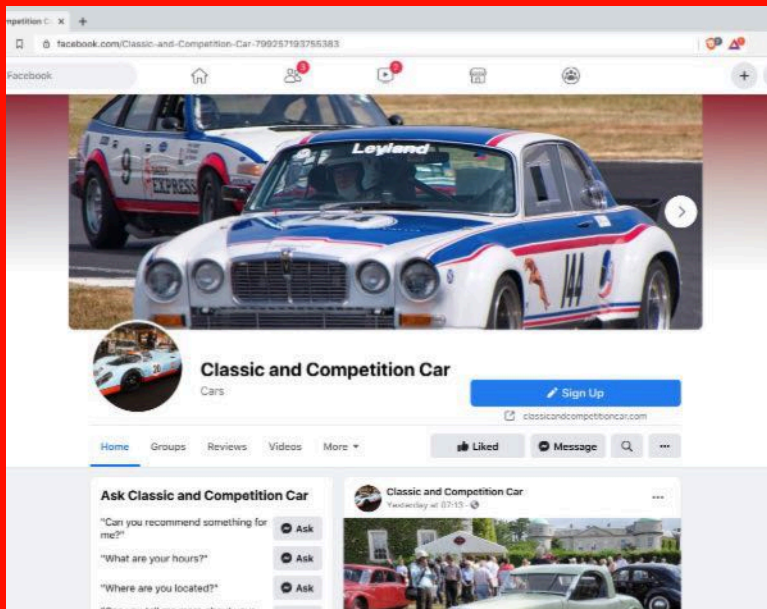 mpetition C
facebook.com/Classic-and-Competition-Car-799257193755383
Facebook
Leyland
9
EXPRESS
144
20
Classic and Competition Car
Cars
Sign Up
classicandcompetitioncar.com
Home Groups Reviews Videos More
Liked Message
Ask Classic and Competition Car
"Can you recommend something for
me?"
Ask
"What are your hours?"
Ask
"Where are you located?"
Ask
Classic and Competition Car
Yesterday at 07:13